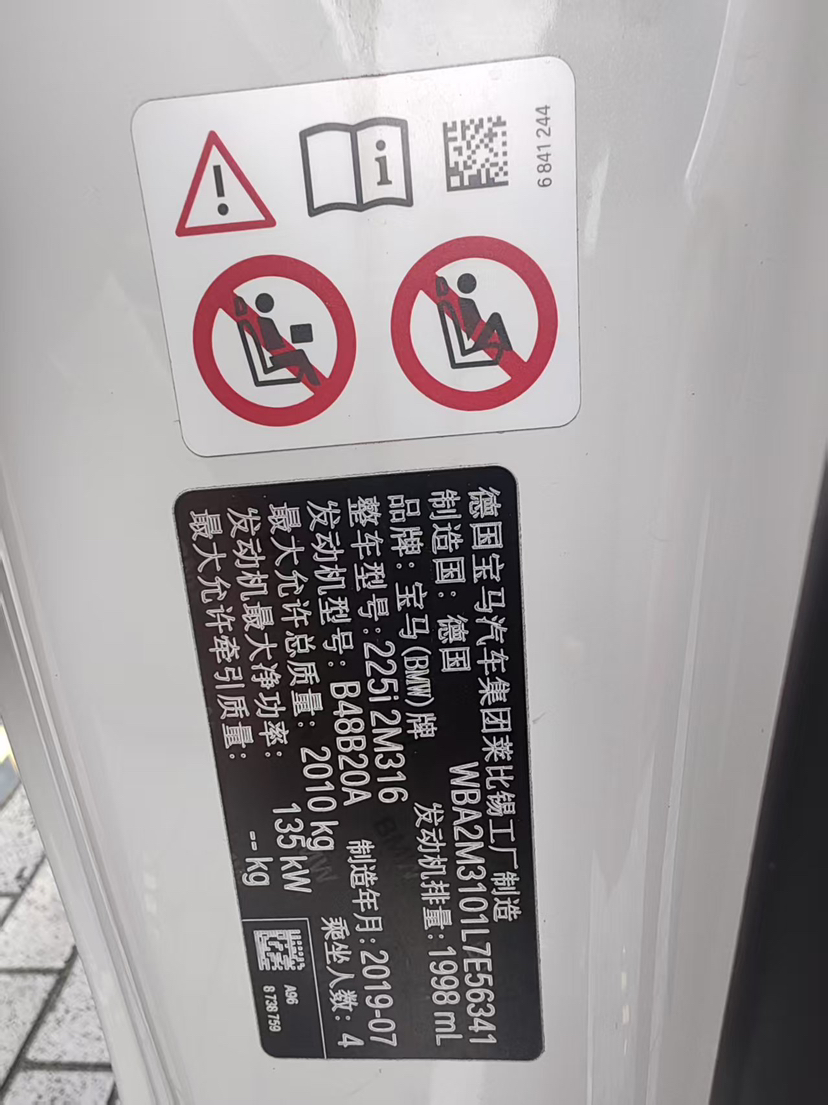 6 841 244
德国宝马汽车集团莱比锡工厂制造
制造国：德国 WBA2M3101L7E56341
品牌：宝马(BMW)牌 发动机排量：1998 mL
整车型号：225i 2M316
发动机型号：B48B20A 制造年月：2019-07
最大允许总质量：2010 kg 乘坐人数：4
发动机最大净功率：135 kW
最大允许牵引质量：-- kg
A96
8 738 759